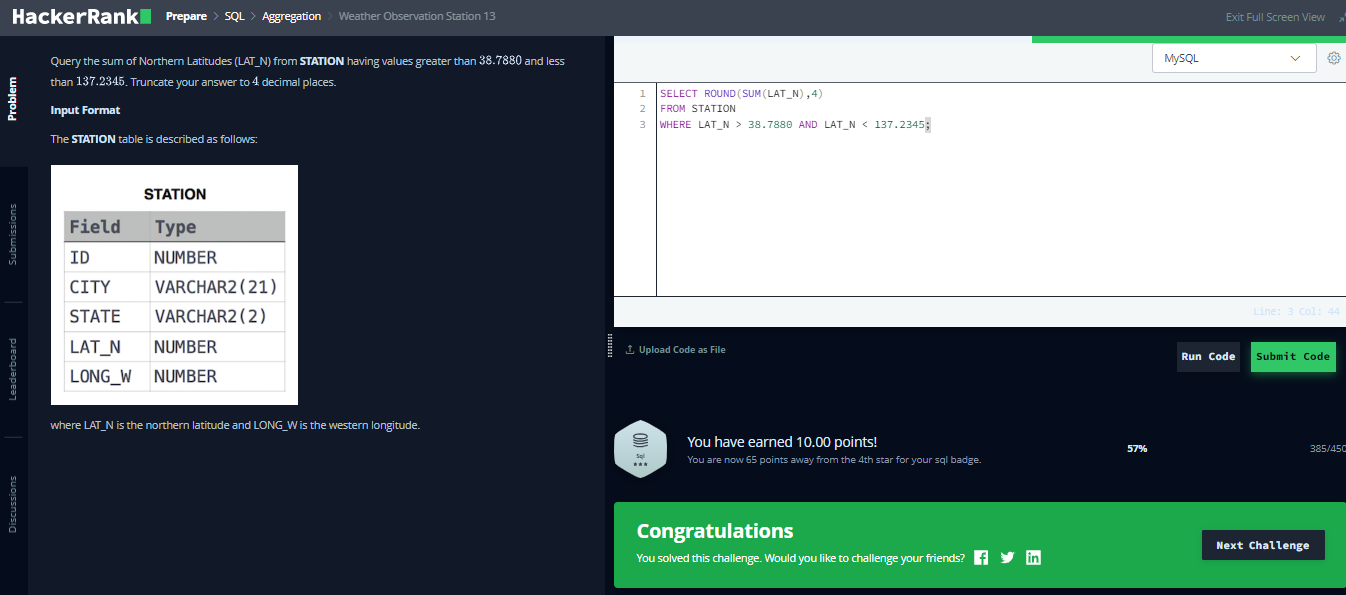 HackerRank Prepare > SQL > Aggregation > Weather Observation Station 13 Exit Full Screen View
Problem
Submissions
Leaderboard
Discussions
Query the sum of Northern Latitudes (LAT_N) from STATION having values greater than 38.7880 and less
than 137.2345. Truncate your answer to 4 decimal places.
Input Format
The STATION table is described as follows:
STATION
Field Type
ID NUMBER
CITY VARCHAR2(21)
STATE VARCHAR2(2)
LAT_N NUMBER
LONG_W NUMBER
where LAT_N is the northern latitude and LONG_W is the western longitude.
MySQL
1 SELECT ROUND(SUM(LAT_N),4)
2 FROM STATION
3 WHERE LAT_N > 38.7880 AND LAT_N < 137.2345;
Line: 3 Col: 44
Upload Code as File
Run Code Submit Code
Sql
You have earned 10.00 points!
You are now 65 points away from the 4th star for your sql badge.
57% 385/450
Congratulations
You solved this challenge. Would you like to challenge your friends?
Next Challenge